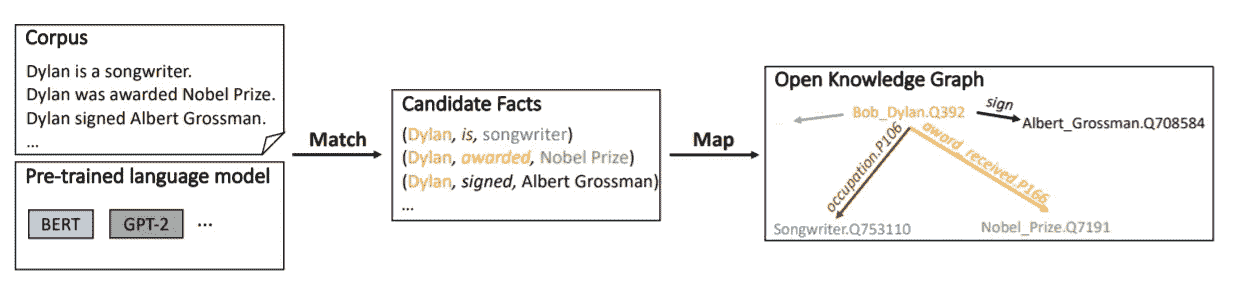 Corpus
Dylan is a songwriter.
Dylan was awarded Nobel Prize.
Dylan signed Albert Grossman.
...
Pre-trained language model
BERT GPT-2 ...
Match
Candidate Facts
(Dylan, is, songwriter)
(Dylan, awarded, Nobel Prize)
(Dylan, signed, Albert Grossman)
...
Map
Open Knowledge Graph
... Bob_Dylan.Q392
sign
Albert_Grossman.Q708584
occupation.P106
award_received.P166
Songwriter.Q753110
Nobel_Prize.Q7191